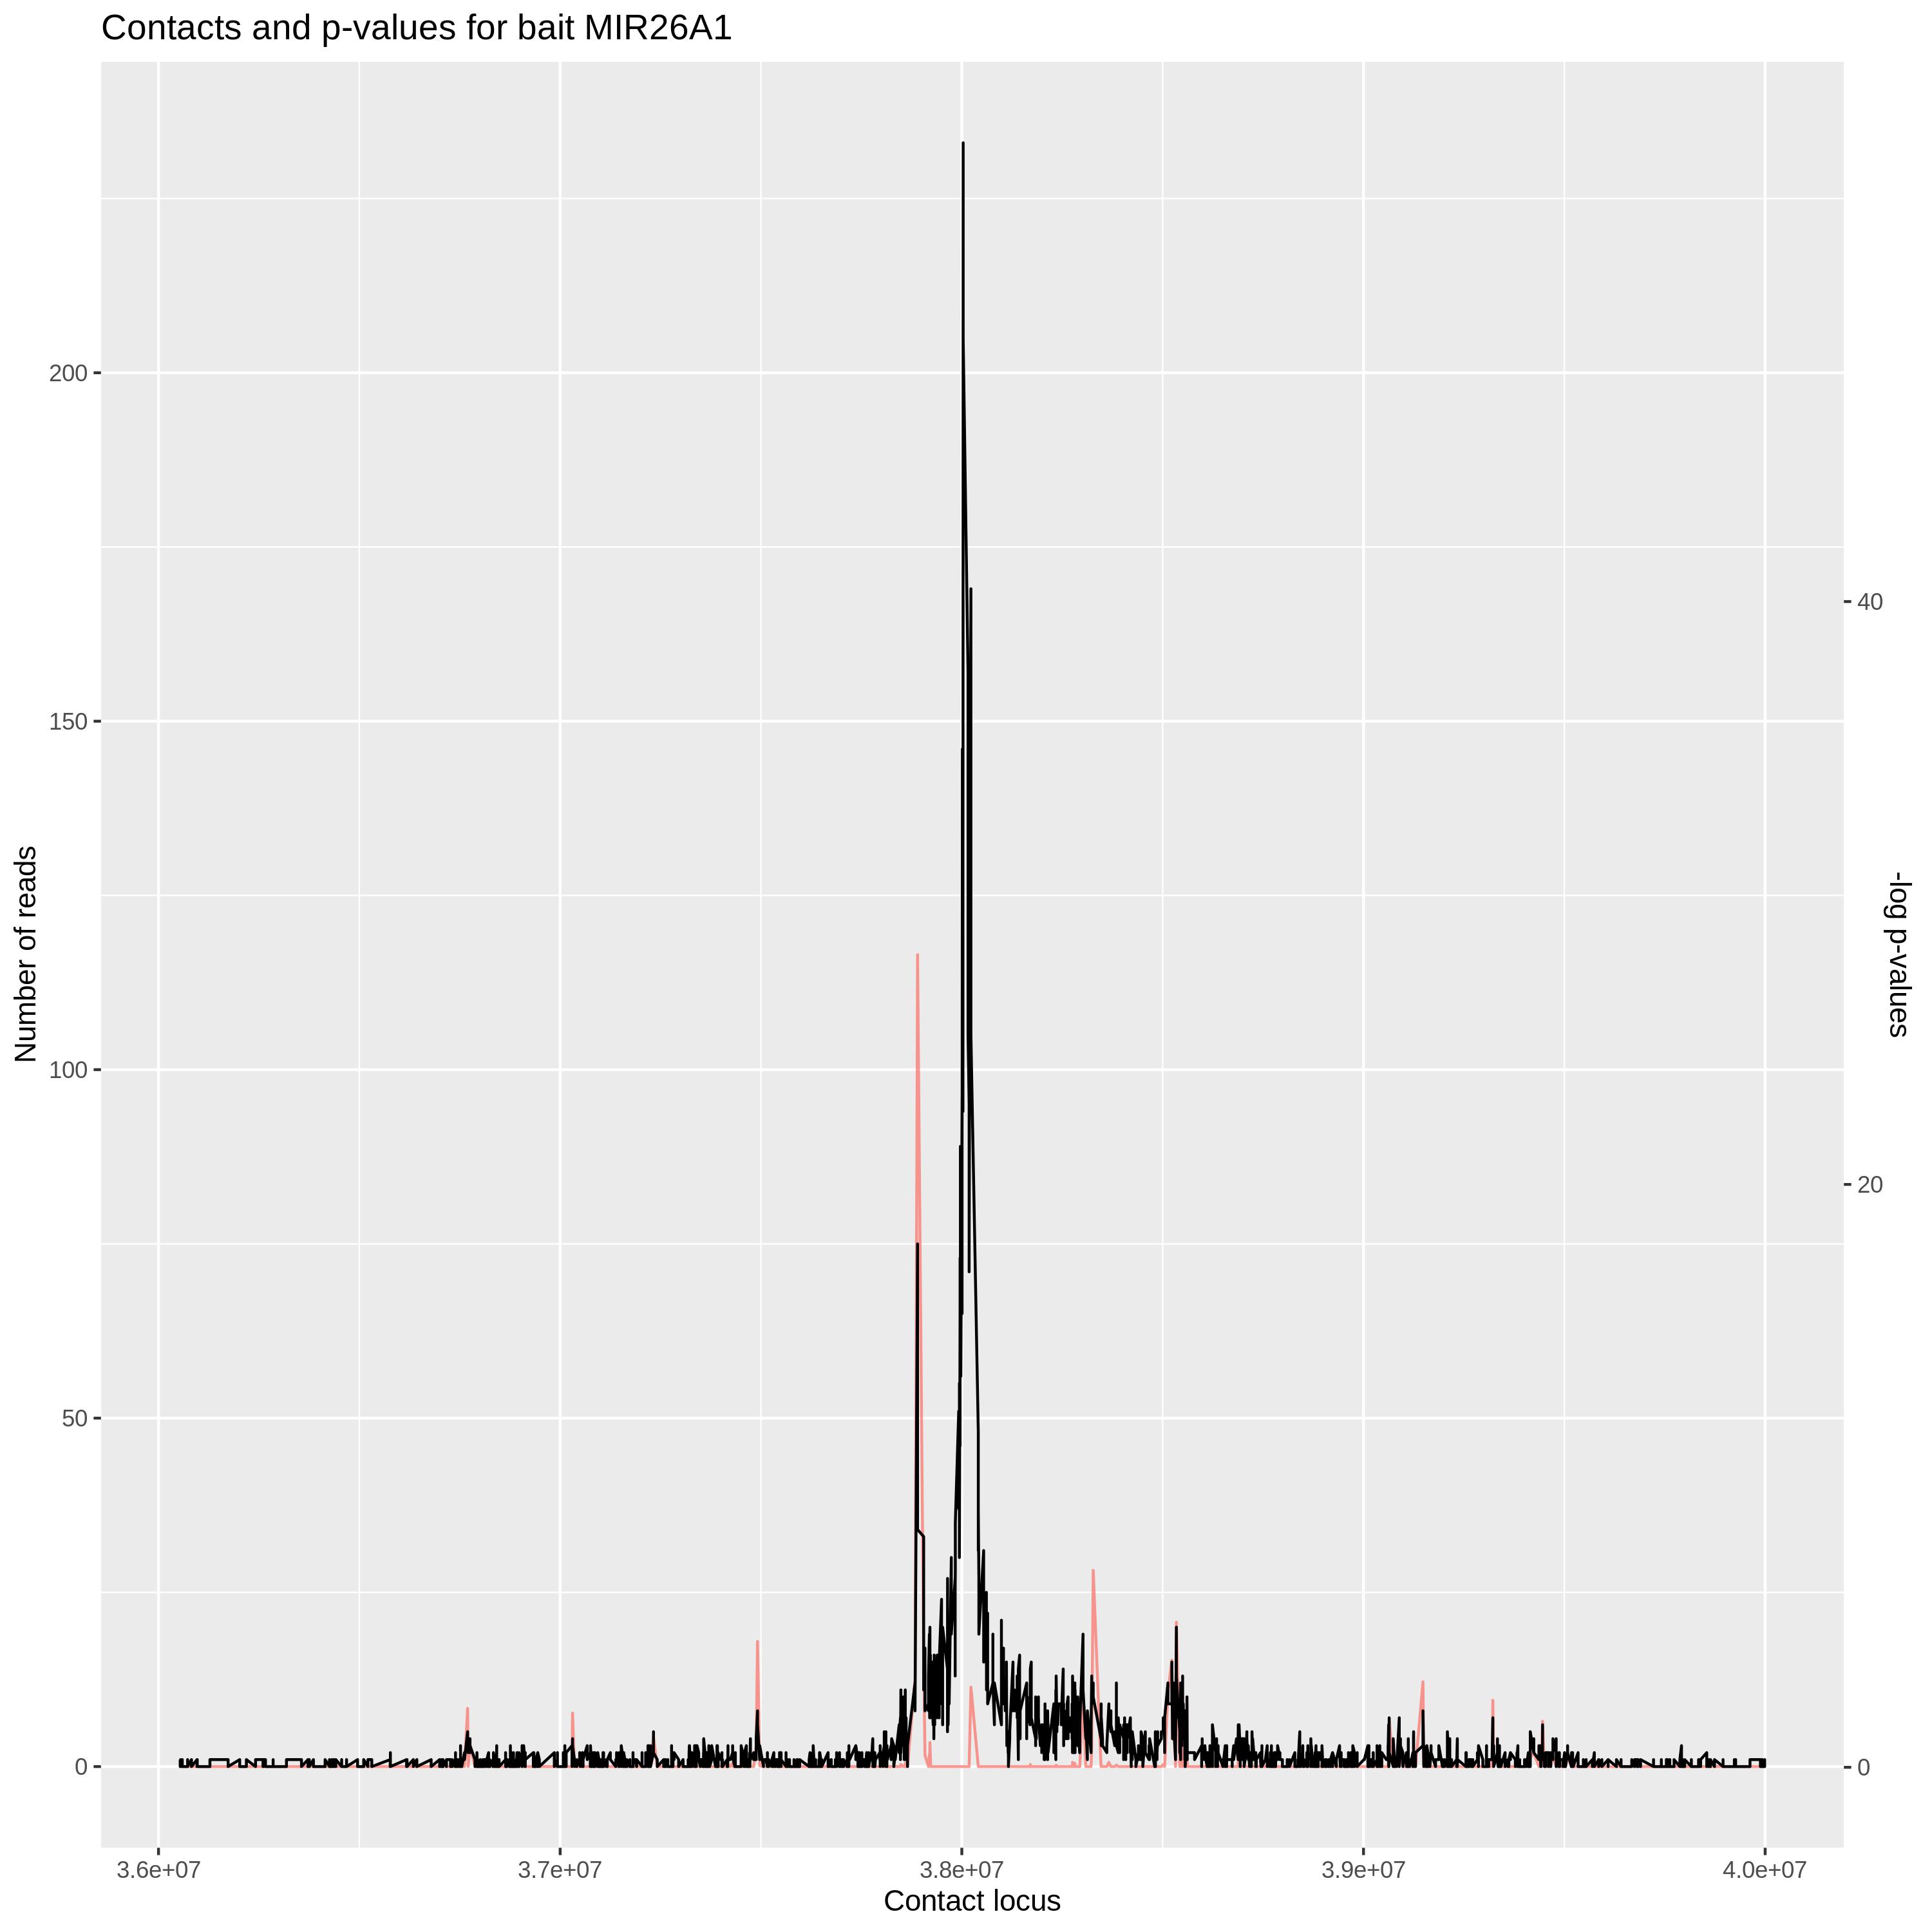 Contacts and p-values for bait MIR26A1
Number of reads
200
150
100
50
0
40
20
0
-log p-values
3.6e+07
3.7e+07
3.8e+07
3.9e+07
4.0e+07
Contact locus